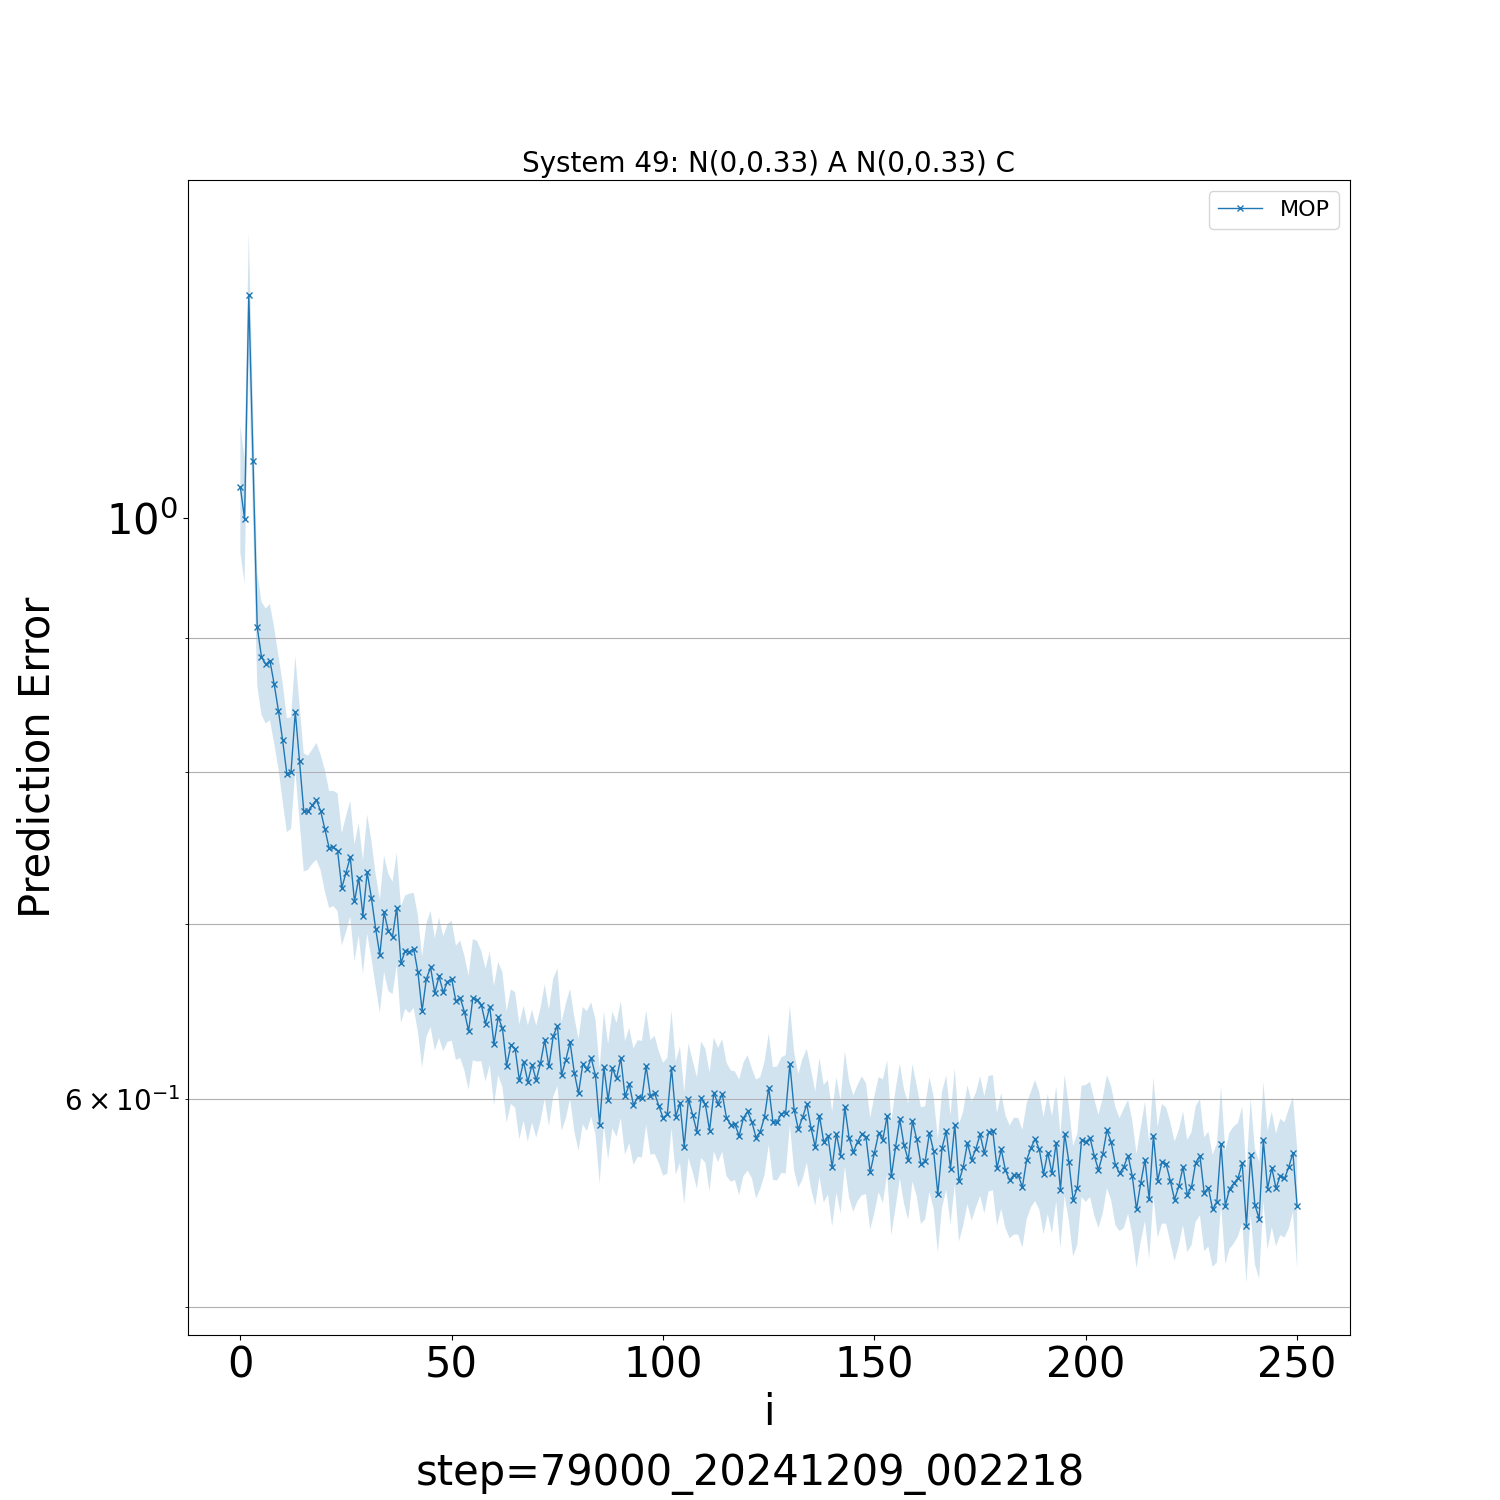 System 49: N(0,0.33) A N(0,0.33) C
MOP
10⁰
6 × 10⁻¹
Prediction Error
0 50 100 150 200 250
i
step=79000_20241209_002218